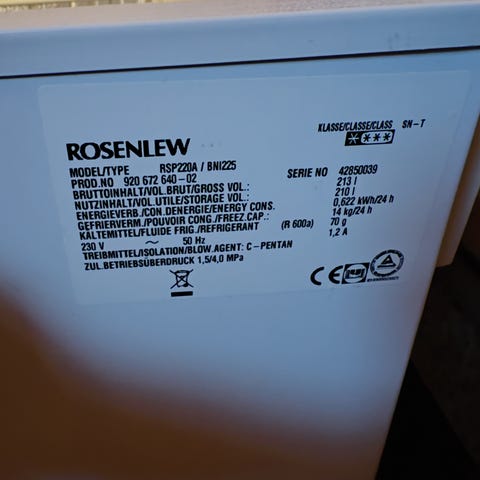 KLASSE/CLASSE/CLASS SN-T
ROSENLEW
MODEL/TYPE RSP220A / BNI225
PROD.NO 920 672 640-02 SERIE NO 42850039
BRUTTOINHALT/VOL.BRUT/GROSS VOL.: 213 l
NUTZINHALT/VOL.UTILE/STORAGE VOL.: 210 l
ENERGIEVERB.CON.DENERGIE/ENERGY CONS. 0,622 kWh/24 h
GEFRIERVERM./POUVOIR CONG./FREEZ.CAP.: 14 kg/24 h
KÄLTEMITTEL/FLUIDE FRIG./REFRIGERANT (R 600a) 70 g
230 V ~ 50 Hz 1,2 A
TREIBMITTEL/ISOLATION/BLOW.AGENT: C-PENTAN
ZUL.BETRIEBSÜBERDRUCK 1,5/4,0 MPa
CE